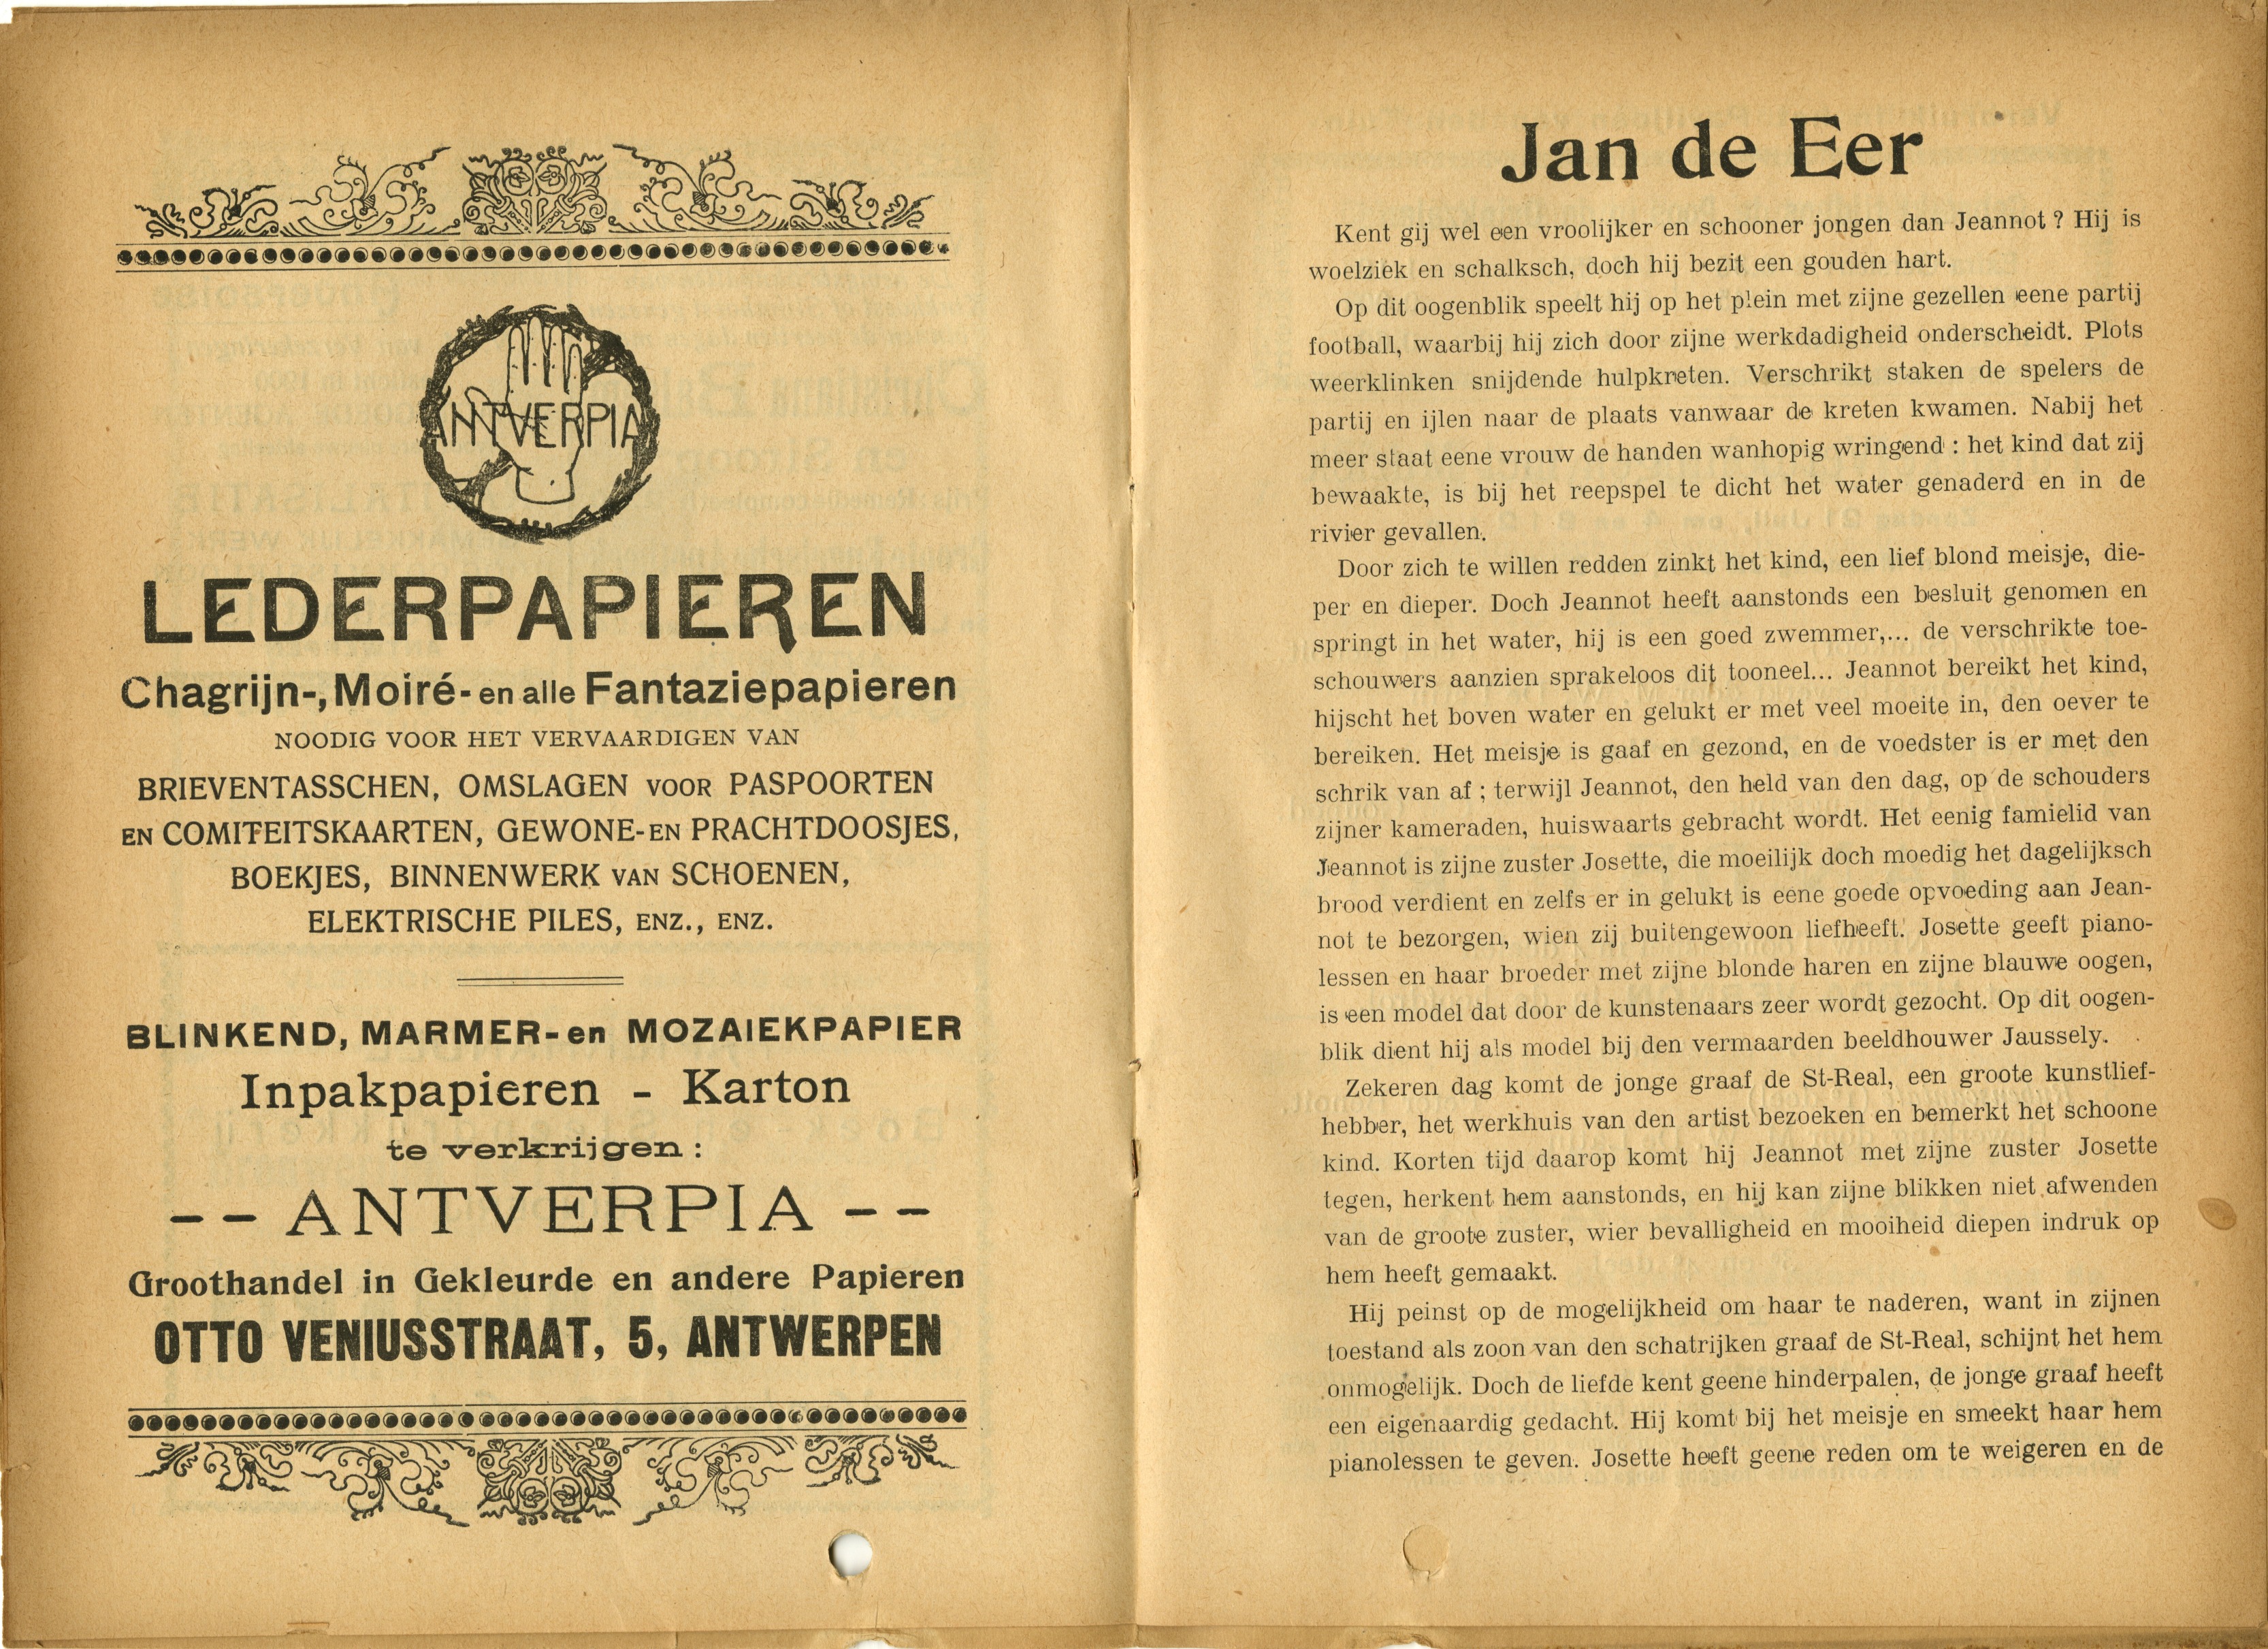 ANTVERPIA
LEDERPAPIEREN
Chagrijn-, Moiré- en alle Fantaziepapieren
NOODIG VOOR HET VERVAARDIGEN VAN
BRIEVENTASSCHEN, OMSLAGEN VOOR PASPOORTEN
EN COMITEITSKAARTEN, GEWONE- EN PRACHTDOOSJES,
BOEKJES, BINNENWERK VAN SCHOENEN,
ELEKTRISCHE PILES, ENZ., ENZ.
BLINKEND, MARMER- en MOZAIEKPAPIER
Inpakpapieren - Karton
te verkrijgen :
-- ANTVERPIA --
Groothandel in Gekleurde en andere Papieren
OTTO VENIUSSTRAAT, 5, ANTWERPEN
Jan de Eer
Kent gij wel een vroolijker en schooner jongen dan Jeannot ? Hij is
woelziek en schalksch, doch hij bezit een gouden hart.
Op dit oogenblik speelt hij op het plein met zijne gezellen eene partij
football, waarbij hij zich door zijne werkdadigheid onderscheidt. Plots
weerklinken snijdende hulpkreten. Verschrikt staken de spelers de
partij en ijlen naar de plaats vanwaar de kreten kwamen. Nabij het
meer staat eene vrouw de handen wanhopig wringend : het kind dat zij
bewaakte, is bij het reepspel te dicht het water genaderd en in de
rivier gevallen.
Door zich te willen redden zinkt het kind, een lief blond meisje, die-
per en dieper. Doch Jeannot heeft aanstonds een besluit genomen en
springt in het water, hij is een goed zwemmer,... de verschrikte toe-
schouwers aanzien sprakeloos dit tooneel... Jeannot bereikt het kind,
hijscht het boven water en gelukt er met veel moeite in, den oever te
bereiken. Het meisje is gaaf en gezond, en de voedster is er met den
schrik van af ; terwijl Jeannot, den held van den dag, op de schouders
zijner kameraden, huiswaarts gebracht wordt. Het eenig famielid van
Jeannot is zijne zuster Josette, die moeilijk doch moedig het dagelijksch
brood verdient en zelfs er in gelukt is eene goede opvoeding aan Jean-
not te bezorgen, wien zij buitengewoon liefheeft. Josette geeft piano-
lessen en haar broeder met zijne blonde haren en zijne blauwe oogen,
is een model dat door de kunstenaars zeer wordt gezocht. Op dit oogen-
blik dient hij als model bij den vermaarden beeldhouwer Jaussely.
Zekeren dag komt de jonge graaf de St-Real, een groote kunstlief-
hebber, het werkhuis van den artist bezoeken en bemerkt het schoone
kind. Korten tijd daarop komt hij Jeannot met zijne zuster Josette
tegen, herkent hem aanstonds, en hij kan zijne blikken niet afwenden
van de groote zuster, wier bevalligheid en mooiheid diepen indruk op
hem heeft gemaakt.
Hij peinst op de mogelijkheid om haar te naderen, want in zijnen
toestand als zoon van den schatrijken graaf de St-Real, schijnt het hem
onmogelijk. Doch de liefde kent geene hinderpalen, de jonge graaf heeft
een eigenaardig gedacht. Hij komt bij het meisje en smeekt haar hem
pianolessen te geven. Josette heeft geene reden om te weigeren en de